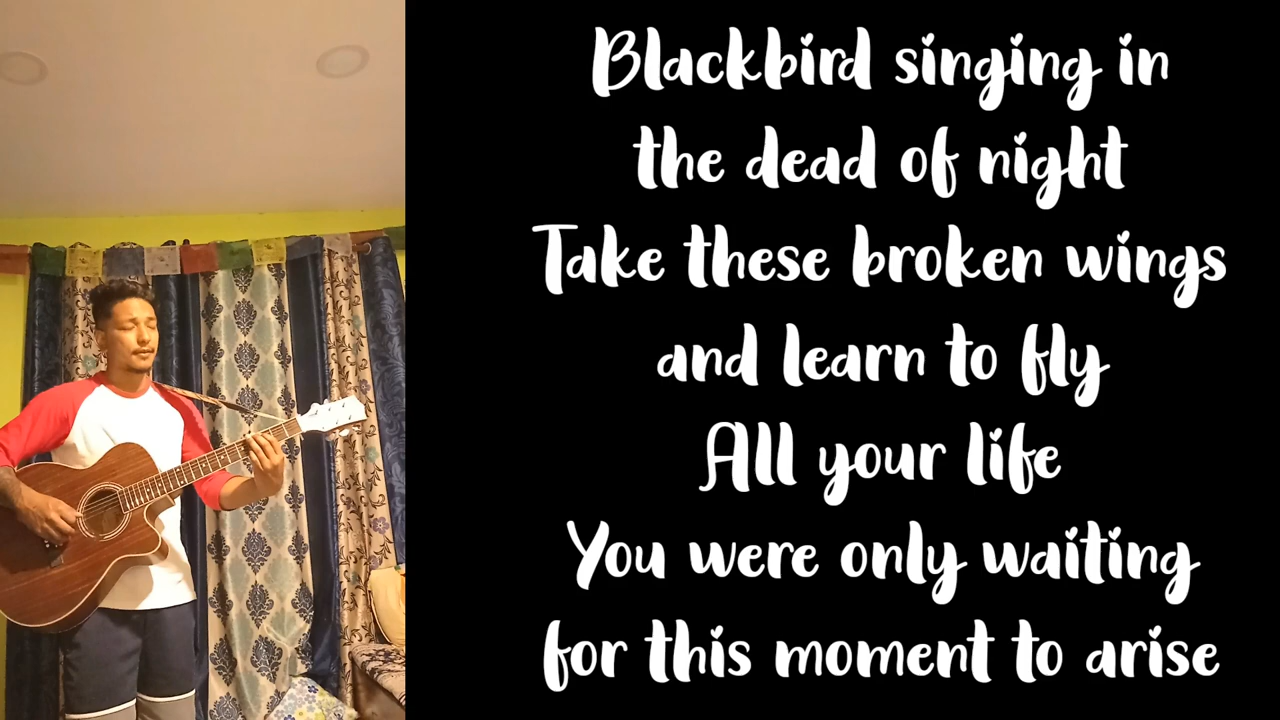 Blackbird singing in
the dead of night
Take these broken wings
and learn to fly
All your life
You were only waiting
for this moment to arise